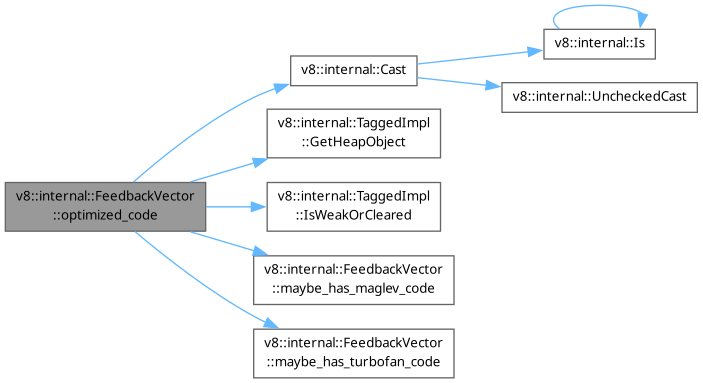 v8::internal::FeedbackVector
::optimized_code
v8::internal::Cast
v8::internal::Is
v8::internal::UncheckedCast
v8::internal::TaggedImpl
::GetHeapObject
v8::internal::TaggedImpl
::IsWeakOrCleared
v8::internal::FeedbackVector
::maybe_has_maglev_code
v8::internal::FeedbackVector
::maybe_has_turbofan_code